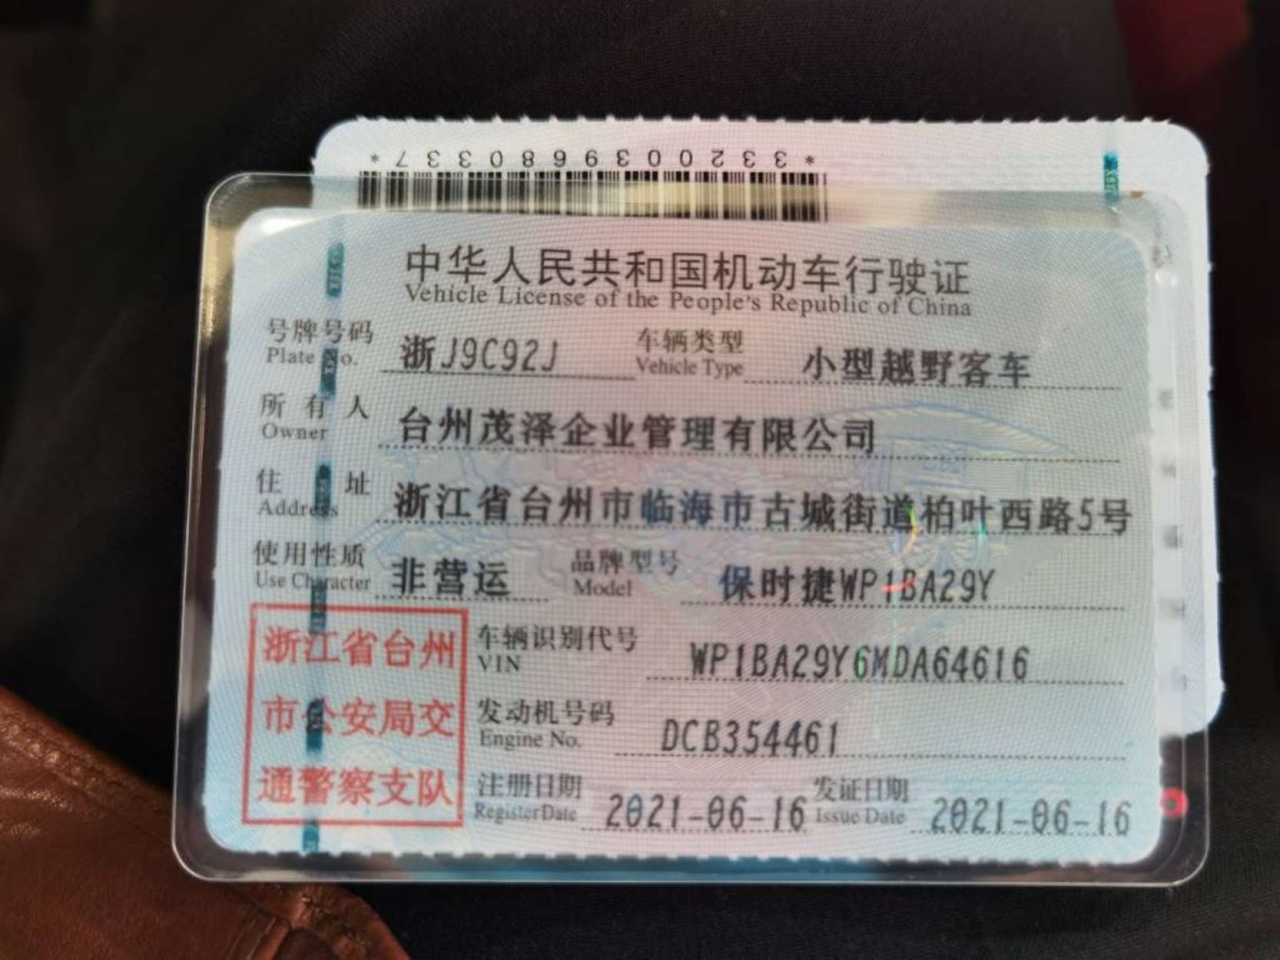 *3320039680337*
中华人民共和国机动车行驶证
Vehicle License of the People's Republic of China
号牌号码 浙J9C92J 车辆类型 小型越野客车
Plate No. Vehicle Type
所有人 台州茂泽企业管理有限公司
Owner
住址 浙江省台州市临海市古城街道柏叶西路5号
Address
使用性质 非营运 品牌型号 保时捷WP1BA29Y
Use Character Model
浙江省台州
市公安局交
通警察支队
车辆识别代号 WP1BA29Y6MDA64616
VIN
发动机号码 DCB354461
Engine No.
注册日期 2021-06-16 发证日期 2021-06-16
Register Date Issue Date